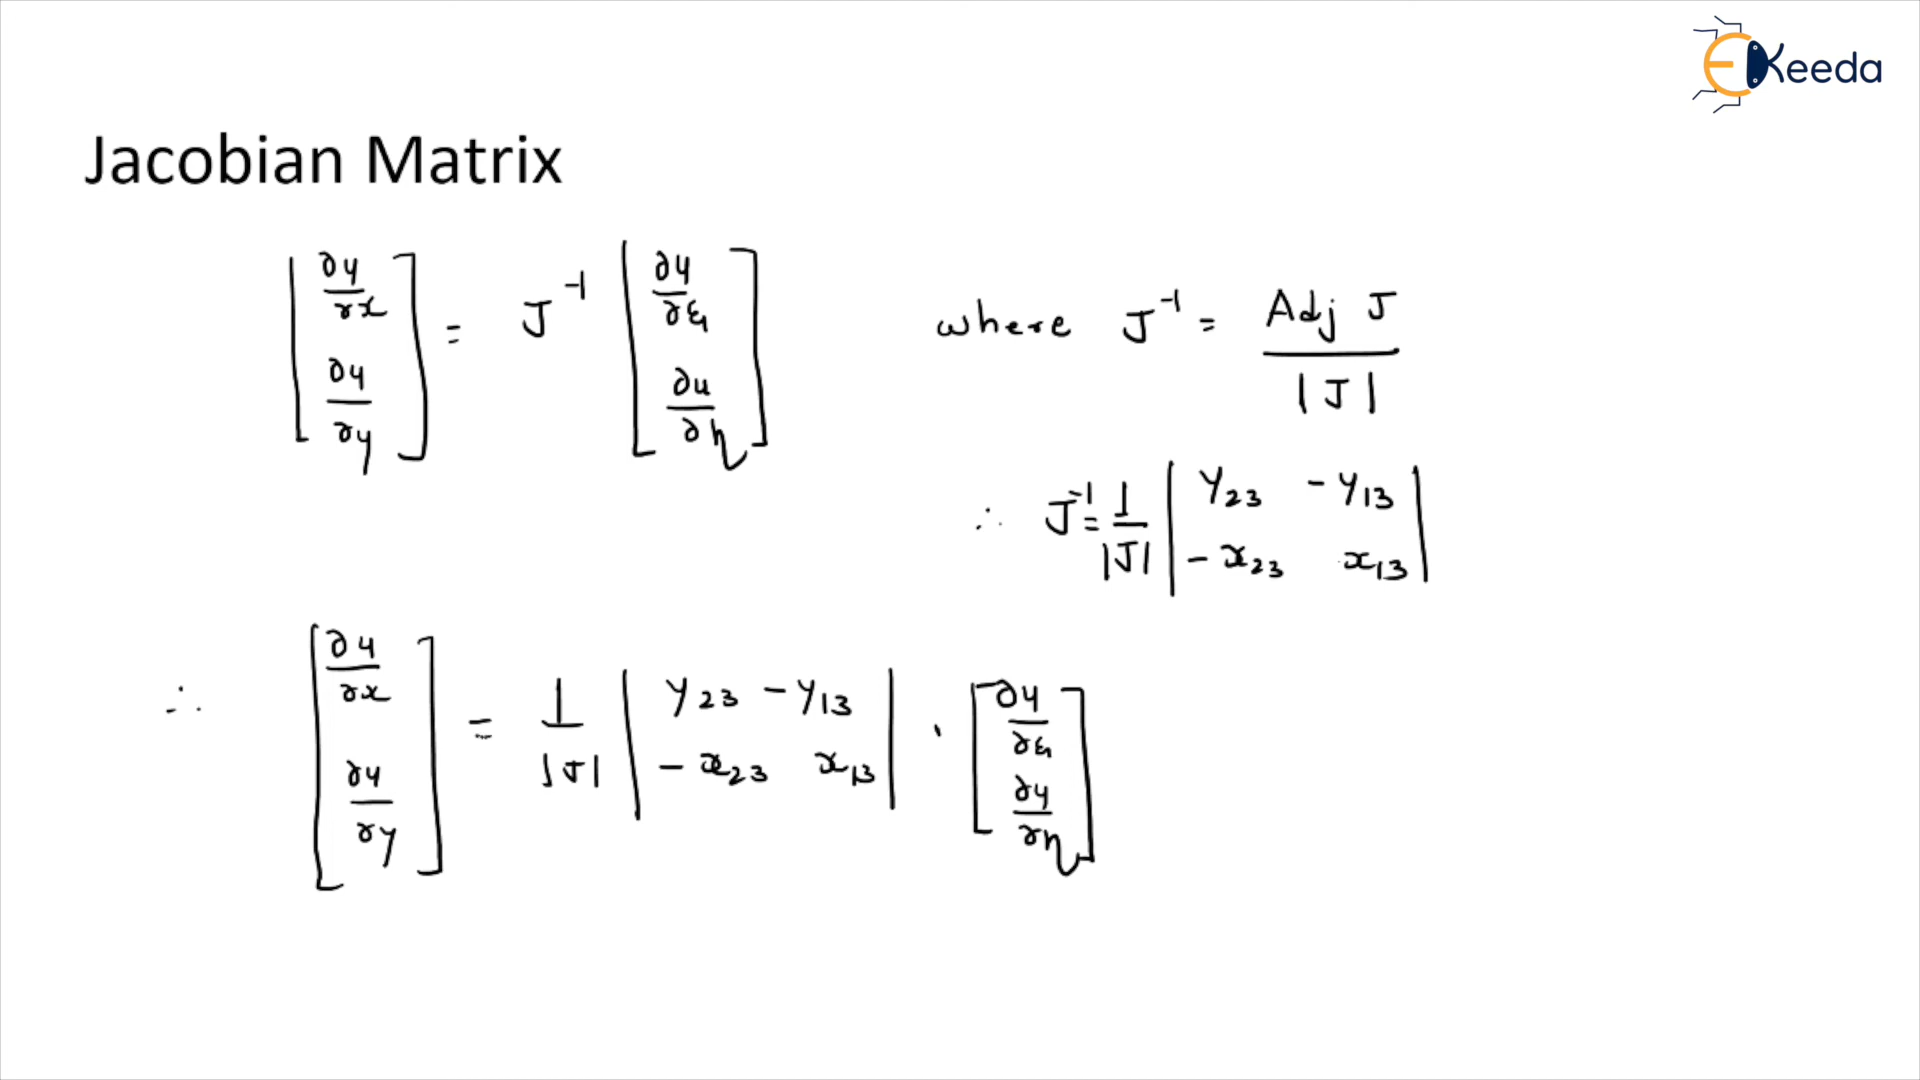 EKeeda
Jacobian Matrix
[∂u/∂x ∂u/∂y] = J⁻¹ [∂u/∂ξ ∂u/∂η] where J⁻¹ = Adj J / |J|
∴ J⁻¹ = 1/|J| | y₂₃ -y₁₃ -x₂₃ x₁₃ |
∴ [∂u/∂x ∂u/∂y] = 1/|J| | y₂₃ -y₁₃ -x₂₃ x₁₃ | · [∂u/∂ξ ∂u/∂η]